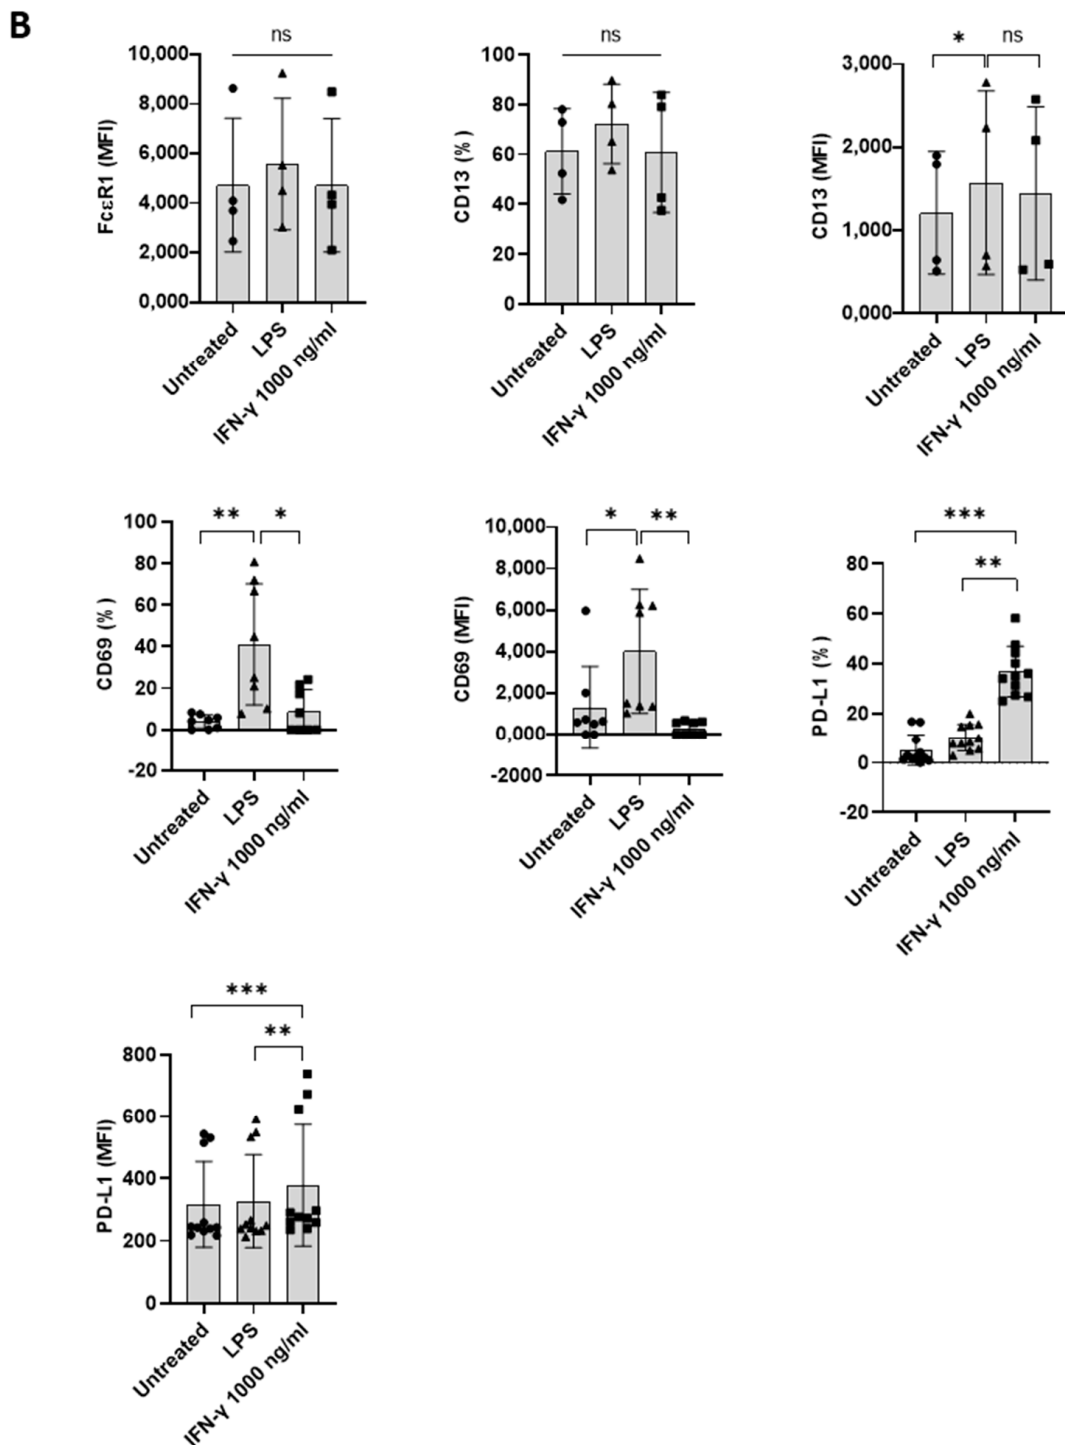 B
ns
10,000
8,000
6,000
4,000
2,000
0,000
FcεR1 (MFI)
Untreated
LPS
IFN-γ 1000 ng/ml
ns
100
80
60
40
20
0
CD13 (%)
Untreated
LPS
IFN-γ 1000 ng/ml
* ns
3,000
2,000
1,000
0,000
CD13 (MFI)
Untreated
LPS
IFN-γ 1000 ng/ml
** *
100
80
60
40
20
0
-20
CD69 (%)
Untreated
LPS
IFN-γ 1000 ng/ml
* **
10,000
8,000
6,000
4,000
2,000
0,000
-2000
CD69 (MFI)
Untreated
LPS
IFN-γ 1000 ng/ml
***
**
80
60
40
20
0
-20
PD-L1 (%)
Untreated
LPS
IFN-γ 1000 ng/ml
***
**
800
600
400
200
0
PD-L1 (MFI)
Untreated
LPS
IFN-γ 1000 ng/ml